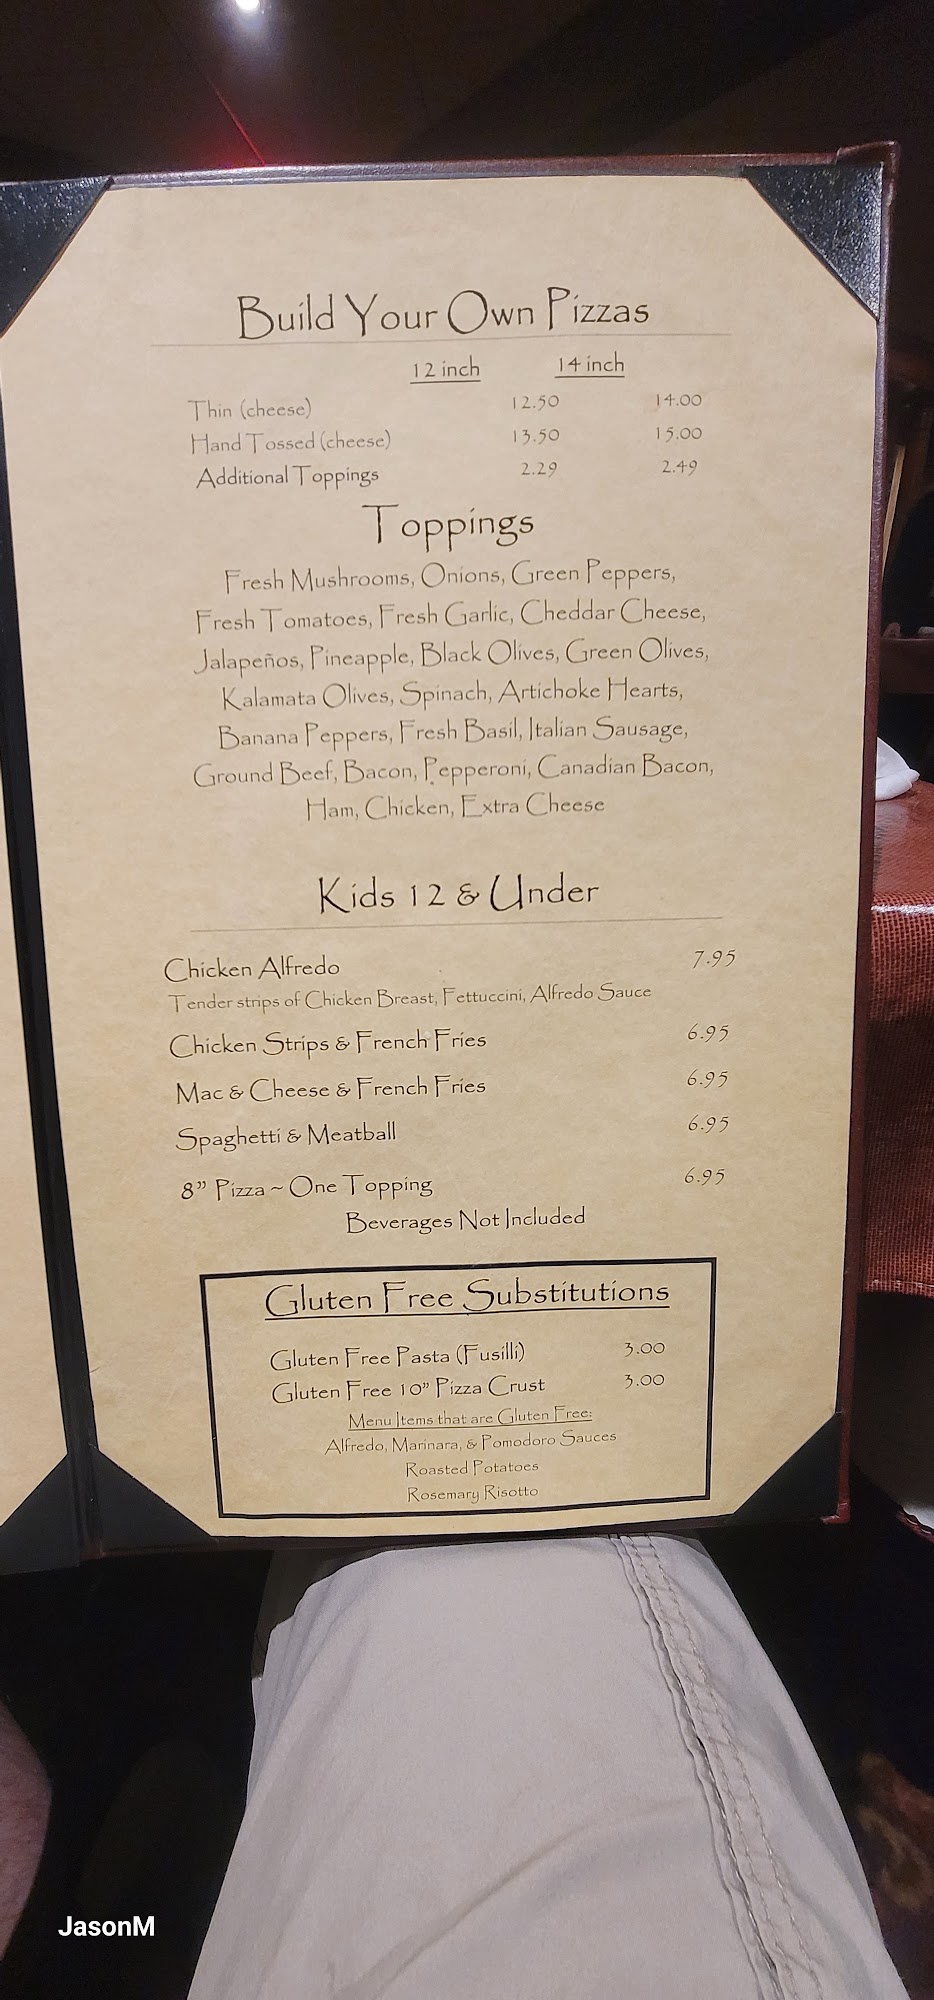 Build Your Own Pizzas
12 inch 14 inch
Thin (cheese) 12.50 14.00
Hand Tossed (cheese) 13.50 15.00
Additional Toppings 2.29 2.49
Toppings
Fresh Mushrooms, Onions, Green Peppers,
Fresh Tomatoes, Fresh Garlic, Cheddar Cheese,
Jalapeños, Pineapple, Black Olives, Green Olives,
Kalamata Olives, Spinach, Artichoke Hearts,
Banana Peppers, Fresh Basil, Italian Sausage,
Ground Beef, Bacon, Pepperoni, Canadian Bacon,
Ham, Chicken, Extra Cheese
Kids 12 & Under
Chicken Alfredo 7.95
Tender strips of Chicken Breast, Fettuccini, Alfredo Sauce
Chicken Strips & French Fries 6.95
Mac & Cheese & French Fries 6.95
Spaghetti & Meatball 6.95
8” Pizza ~ One Topping 6.95
Beverages Not Included
Gluten Free Substitutions
Gluten Free Pasta (Fusilli) 3.00
Gluten Free 10” Pizza Crust 3.00
Menu Items that are Gluten Free:
Alfredo, Marinara, & Pomodoro Sauces
Roasted Potatoes
Rosemary Risotto
JasonM